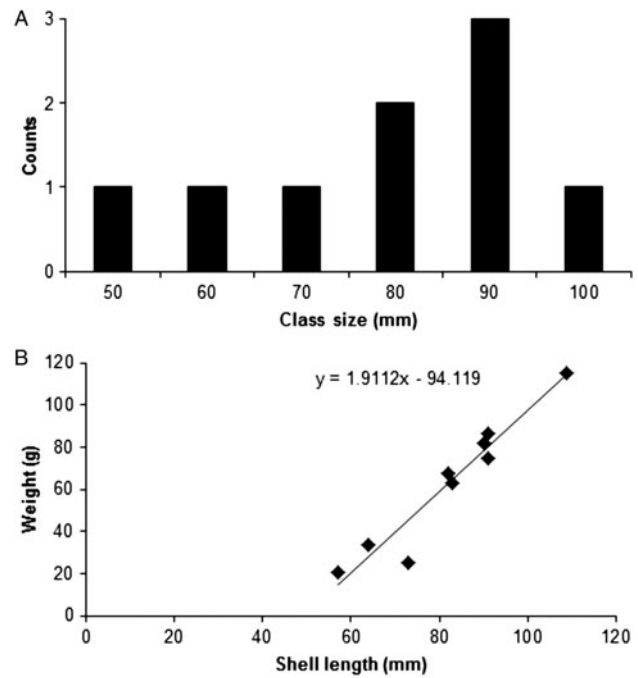 A
3
2
1
0
Counts
50 60 70 80 90 100
Class size (mm)
B
120
100
80
60
40
20
0
Weight (g)
y = 1.9112x - 94.119
0 20 40 60 80 100 120
Shell length (mm)